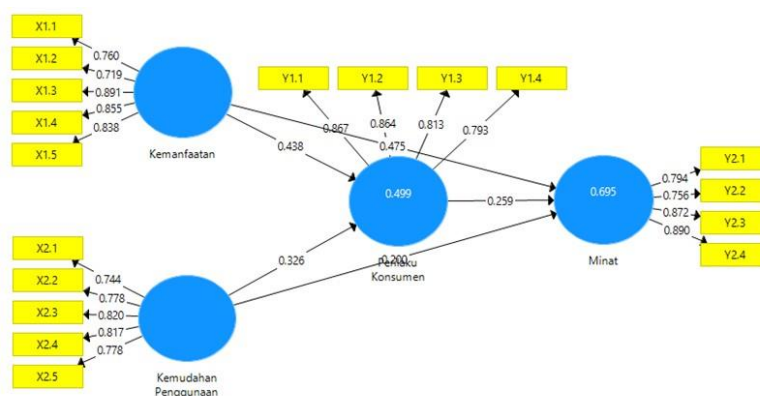 X1.1
X1.2
X1.3
X1.4
X1.5
0.760
0.719
0.891
0.855
0.838
Kemanfaatan
Y1.1
Y1.2
Y1.3
Y1.4
0.867
0.864
0.813
0.793
0.438
0.475
0.499
Perilaku
Konsumen
0.259
0.695
Minat
0.794
0.756
0.872
0.890
Y2.1
Y2.2
Y2.3
Y2.4
X2.1
X2.2
X2.3
X2.4
X2.5
0.744
0.778
0.820
0.817
0.778
0.326
0.200
Kemudahan
Penggunaan